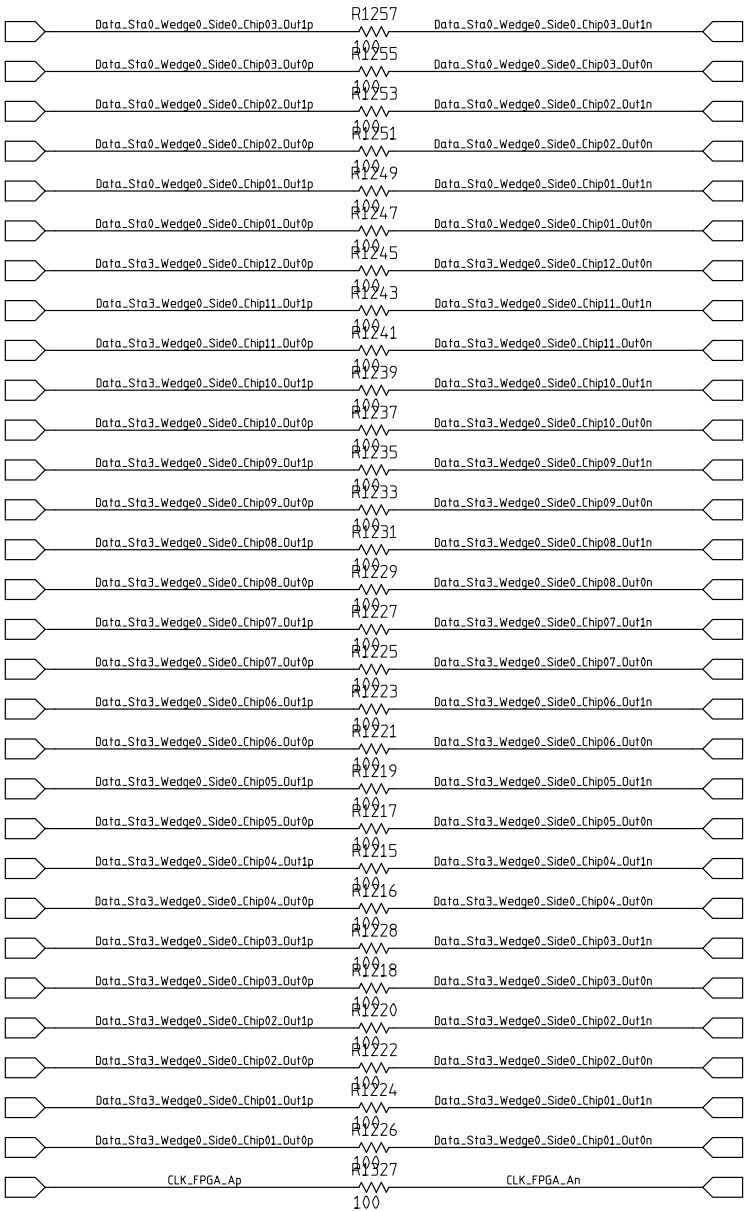 R1257
Data_Sta0_Wedge0_Side0_Chip03_Out1p Data_Sta0_Wedge0_Side0_Chip03_Out1n
100
R1255
Data_Sta0_Wedge0_Side0_Chip03_Out0p Data_Sta0_Wedge0_Side0_Chip03_Out0n
100
R1253
Data_Sta0_Wedge0_Side0_Chip02_Out1p Data_Sta0_Wedge0_Side0_Chip02_Out1n
100
R1251
Data_Sta0_Wedge0_Side0_Chip02_Out0p Data_Sta0_Wedge0_Side0_Chip02_Out0n
100
R1249
Data_Sta0_Wedge0_Side0_Chip01_Out1p Data_Sta0_Wedge0_Side0_Chip01_Out1n
100
R1247
Data_Sta0_Wedge0_Side0_Chip01_Out0p Data_Sta0_Wedge0_Side0_Chip01_Out0n
100
R1245
Data_Sta3_Wedge0_Side0_Chip12_Out0p Data_Sta3_Wedge0_Side0_Chip12_Out0n
100
R1243
Data_Sta3_Wedge0_Side0_Chip11_Out1p Data_Sta3_Wedge0_Side0_Chip11_Out1n
100
R1241
Data_Sta3_Wedge0_Side0_Chip11_Out0p Data_Sta3_Wedge0_Side0_Chip11_Out0n
100
R1239
Data_Sta3_Wedge0_Side0_Chip10_Out1p Data_Sta3_Wedge0_Side0_Chip10_Out1n
100
R1237
Data_Sta3_Wedge0_Side0_Chip10_Out0p Data_Sta3_Wedge0_Side0_Chip10_Out0n
100
R1235
Data_Sta3_Wedge0_Side0_Chip09_Out1p Data_Sta3_Wedge0_Side0_Chip09_Out1n
100
R1233
Data_Sta3_Wedge0_Side0_Chip09_Out0p Data_Sta3_Wedge0_Side0_Chip09_Out0n
100
R1231
Data_Sta3_Wedge0_Side0_Chip08_Out1p Data_Sta3_Wedge0_Side0_Chip08_Out1n
100
R1229
Data_Sta3_Wedge0_Side0_Chip08_Out0p Data_Sta3_Wedge0_Side0_Chip08_Out0n
100
R1227
Data_Sta3_Wedge0_Side0_Chip07_Out1p Data_Sta3_Wedge0_Side0_Chip07_Out1n
100
R1225
Data_Sta3_Wedge0_Side0_Chip07_Out0p Data_Sta3_Wedge0_Side0_Chip07_Out0n
100
R1223
Data_Sta3_Wedge0_Side0_Chip06_Out1p Data_Sta3_Wedge0_Side0_Chip06_Out1n
100
R1221
Data_Sta3_Wedge0_Side0_Chip06_Out0p Data_Sta3_Wedge0_Side0_Chip06_Out0n
100
R1219
Data_Sta3_Wedge0_Side0_Chip05_Out1p Data_Sta3_Wedge0_Side0_Chip05_Out1n
100
R1217
Data_Sta3_Wedge0_Side0_Chip05_Out0p Data_Sta3_Wedge0_Side0_Chip05_Out0n
100
R1215
Data_Sta3_Wedge0_Side0_Chip04_Out1p Data_Sta3_Wedge0_Side0_Chip04_Out1n
100
R1216
Data_Sta3_Wedge0_Side0_Chip04_Out0p Data_Sta3_Wedge0_Side0_Chip04_Out0n
100
R1228
Data_Sta3_Wedge0_Side0_Chip03_Out1p Data_Sta3_Wedge0_Side0_Chip03_Out1n
100
R1218
Data_Sta3_Wedge0_Side0_Chip03_Out0p Data_Sta3_Wedge0_Side0_Chip03_Out0n
100
R1220
Data_Sta3_Wedge0_Side0_Chip02_Out1p Data_Sta3_Wedge0_Side0_Chip02_Out1n
100
R1222
Data_Sta3_Wedge0_Side0_Chip02_Out0p Data_Sta3_Wedge0_Side0_Chip02_Out0n
100
R1224
Data_Sta3_Wedge0_Side0_Chip01_Out1p Data_Sta3_Wedge0_Side0_Chip01_Out1n
100
R1226
Data_Sta3_Wedge0_Side0_Chip01_Out0p Data_Sta3_Wedge0_Side0_Chip01_Out0n
100
R1327
CLK_FPGA_Ap CLK_FPGA_An
100